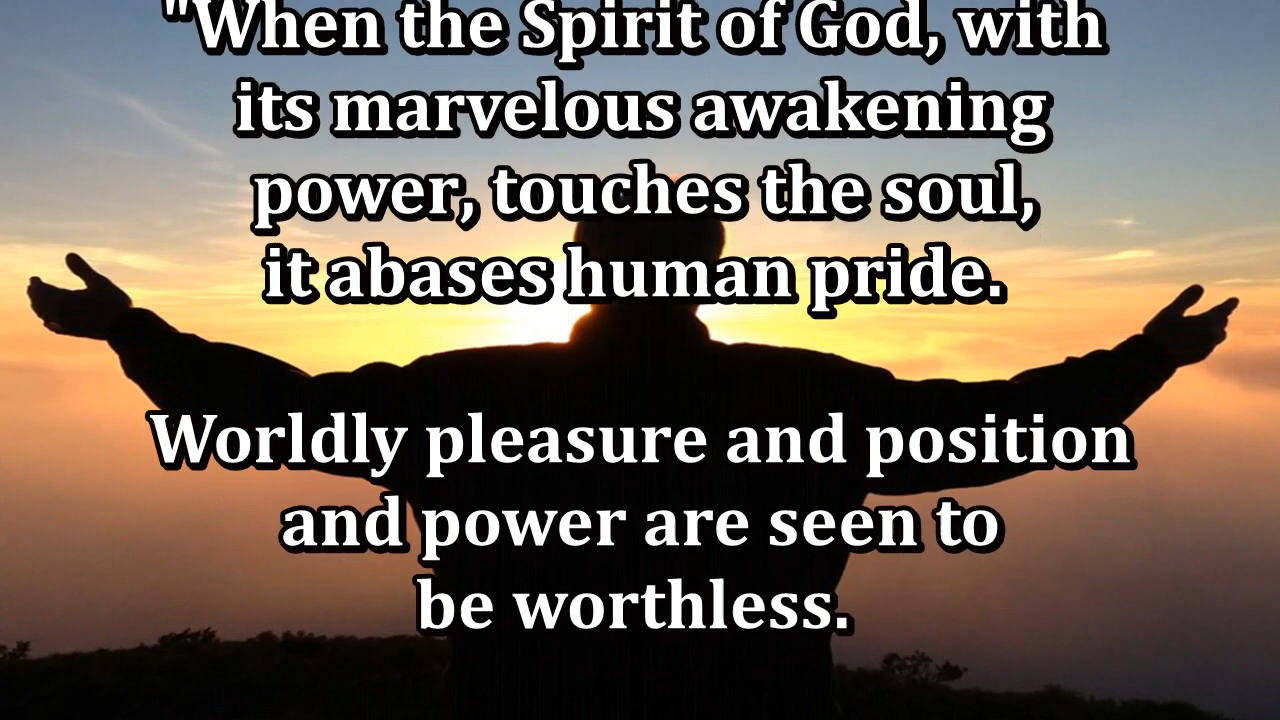 "When the Spirit of God, with
its marvelous awakening
power, touches the soul,
it abases human pride.
Worldly pleasure and position
and power are seen to
be worthless.